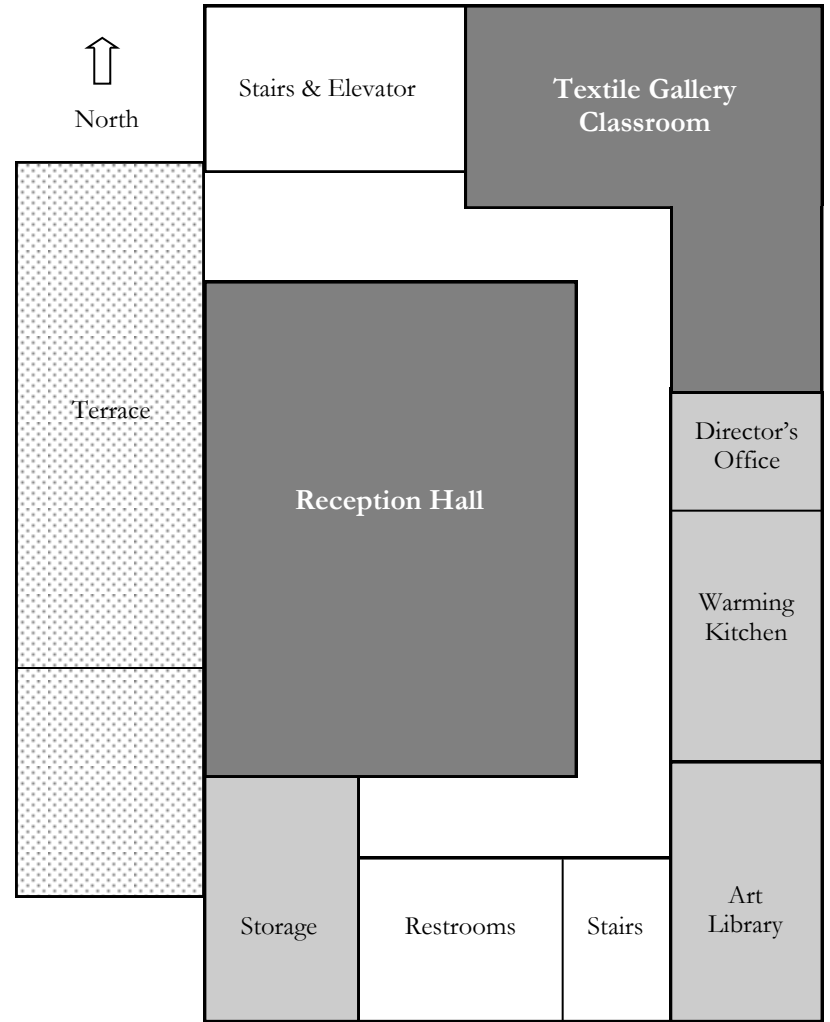 North
Stairs & Elevator
Textile Gallery
Classroom
Terrace
Reception Hall
Director’s
Office
Warming
Kitchen
Storage
Restrooms
Stairs
Art
Library